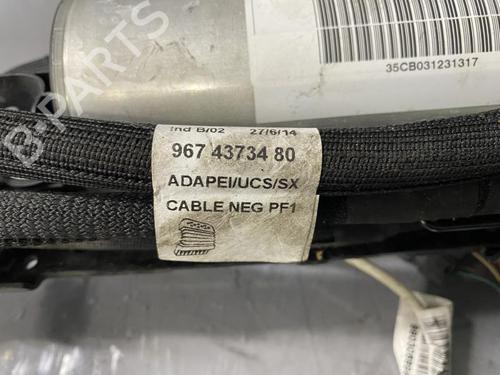 35CB031231317
Ind B/02 27/6/14
967 43734 80
ADAPEI/UCS/SX
CABLE NEG PF1
B-PARTS